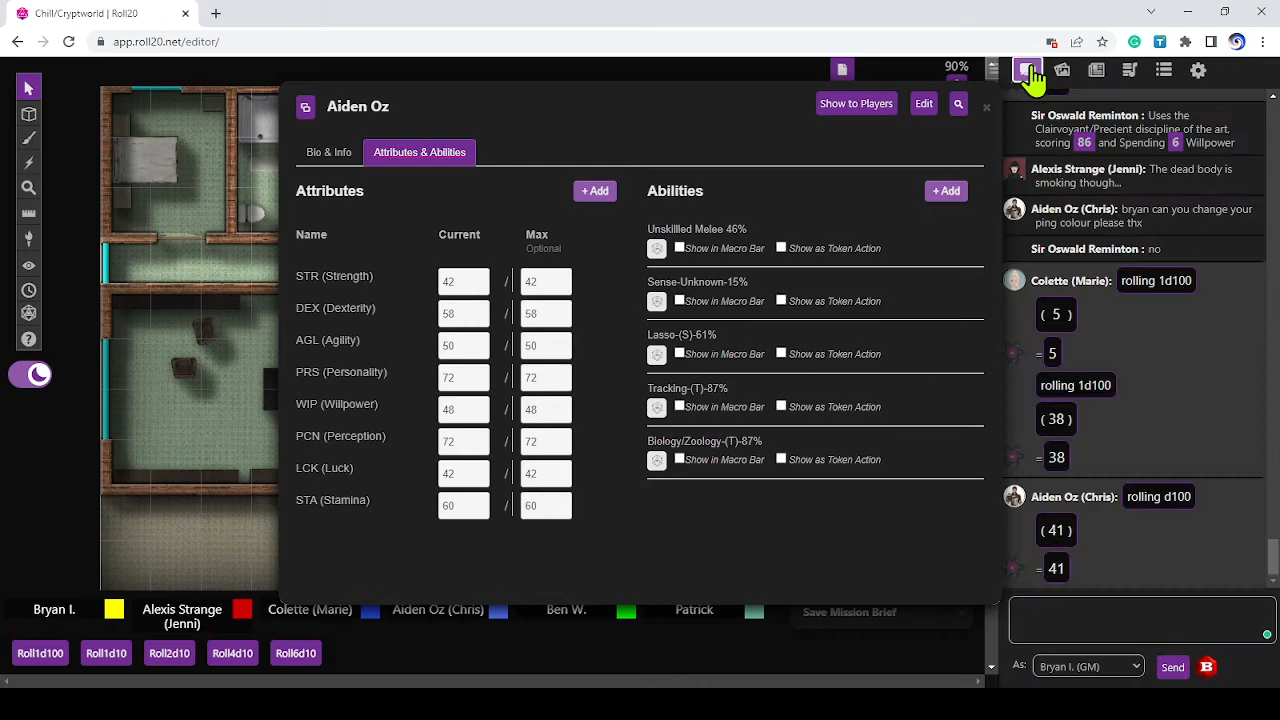 Chill/Cryptworld | Roll20
app.roll20.net/editor/
90%
Aiden Oz
Show to Players
Edit
Bio & Info
Attributes & Abilities
Attributes
+ Add
Name
Current
Max
Optional
STR (Strength)
42 / 42
DEX (Dexterity)
58 / 58
AGL (Agility)
50 / 50
PRS (Personality)
72 / 72
WIP (Willpower)
48 / 48
PCN (Perception)
72 / 72
LCK (Luck)
42 / 42
STA (Stamina)
60 / 60
Abilities
+ Add
Unskillled Melee 46%
Show in Macro Bar Show as Token Action
Sense-Unknown-15%
Show in Macro Bar Show as Token Action
Lasso-(S)-61%
Show in Macro Bar Show as Token Action
Tracking-(T)-87%
Show in Macro Bar Show as Token Action
Biology/Zoology-(T)-87%
Show in Macro Bar Show as Token Action
Sir Oswald Reminton : Uses the
Clairvoyant/Precient discipline of the art,
scoring 86 and Spending 6
Willpower
Alexis Strange (Jenni): The dead body is
smoking though...
Aiden Oz (Chris): bryan can you change your
ping colour please thx
Sir Oswald Reminton : no
Colette (Marie): rolling 1d100
( 5 )
= 5
rolling 1d100
( 38 )
= 38
Aiden Oz (Chris): rolling d100
( 41 )
= 41
Bryan I.
Alexis Strange
(Jenni)
Colette (Marie)
Aiden Oz (Chris)
Ben W.
Patrick
Save Mission Brief
Roll1d100
Roll1d10
Roll2d10
Roll4d10
Roll6d10
As:
Bryan I. (GM)
Send
B